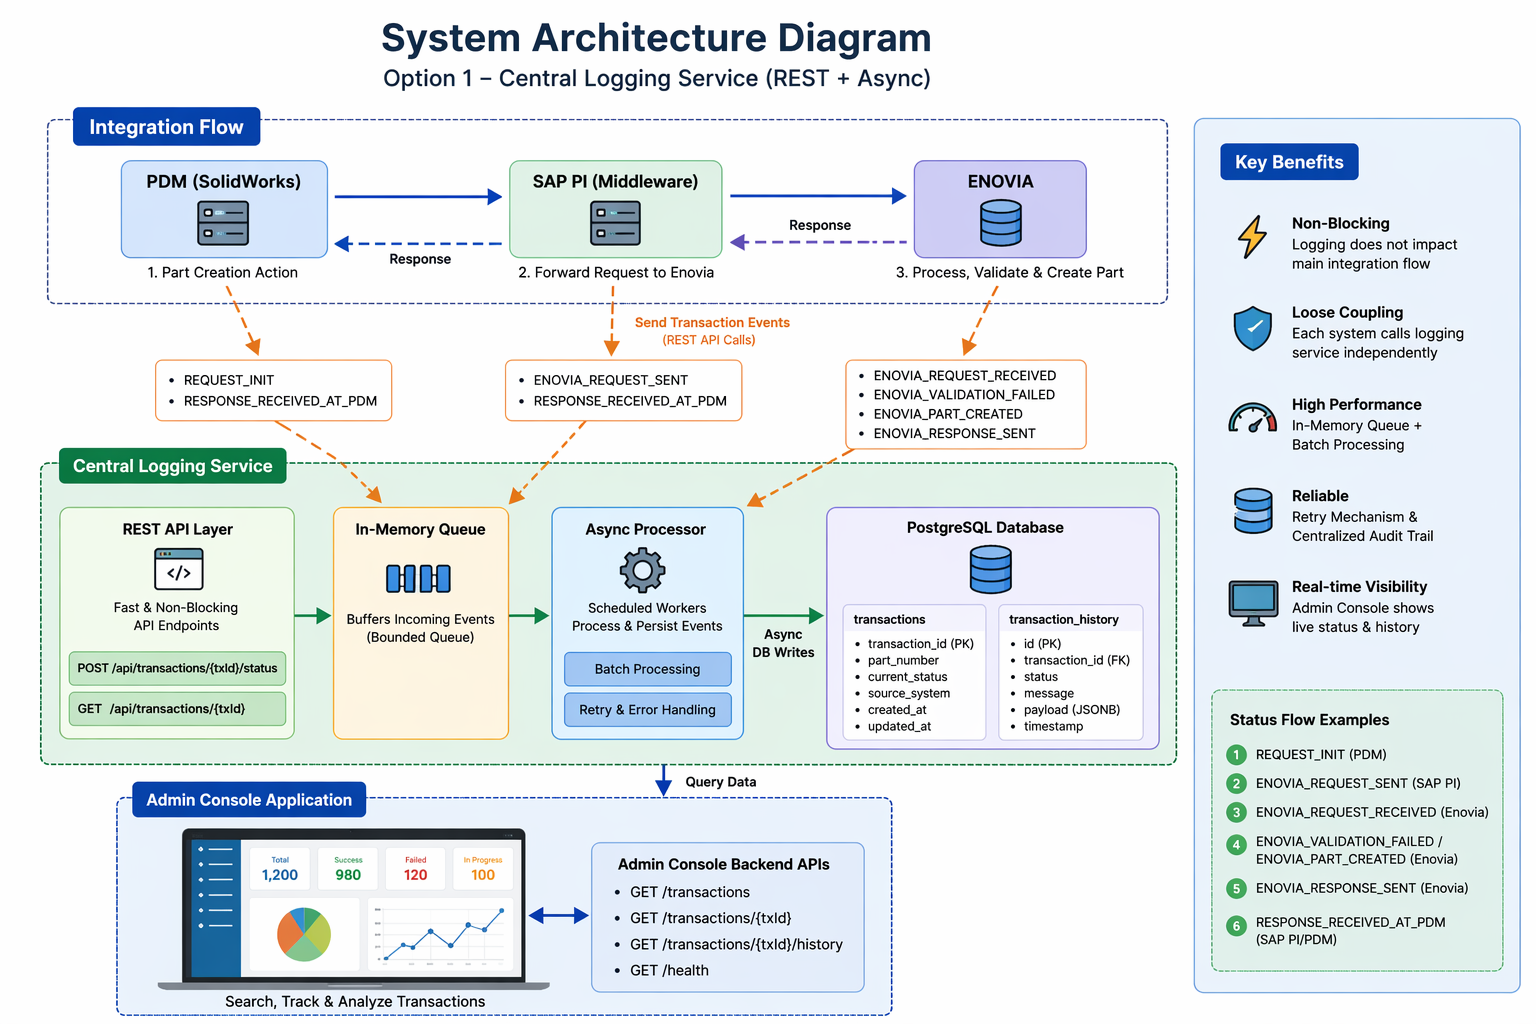 System Architecture Diagram
Option 1 – Central Logging Service (REST + Async)
Integration Flow
PDM (SolidWorks)
SAP PI (Middleware)
ENOVIA
Response
Response
1. Part Creation Action
2. Forward Request to Enovia
3. Process, Validate & Create Part
Send Transaction Events
(REST API Calls)
• REQUEST_INIT
• RESPONSE_RECEIVED_AT_PDM
• ENOVIA_REQUEST_SENT
• RESPONSE_RECEIVED_AT_PDM
• ENOVIA_REQUEST_RECEIVED
• ENOVIA_VALIDATION_FAILED
• ENOVIA_PART_CREATED
• ENOVIA_RESPONSE_SENT
Central Logging Service
REST API Layer
</>
Fast & Non-Blocking
API Endpoints
POST /api/transactions/{txId}/status
GET /api/transactions/{txId}
In-Memory Queue
Buffers Incoming Events
(Bounded Queue)
Async Processor
Scheduled Workers
Process & Persist Events
Batch Processing
Retry & Error Handling
Async
DB Writes
PostgreSQL Database
transactions
• transaction_id (PK)
• part_number
• current_status
• source_system
• created_at
• updated_at
transaction_history
• id (PK)
• transaction_id (FK)
• status
• message
• payload (JSONB)
• timestamp
Query Data
Admin Console Application
Total
1,200
Success
980
Failed
120
In Progress
100
Search, Track & Analyze Transactions
Admin Console Backend APIs
• GET /transactions
• GET /transactions/{txId}
• GET /transactions/{txId}/history
• GET /health
Key Benefits
Non-Blocking
Logging does not impact
main integration flow
Loose Coupling
Each system calls logging
service independently
High Performance
In-Memory Queue +
Batch Processing
Reliable
Retry Mechanism &
Centralized Audit Trail
Real-time Visibility
Admin Console shows
live status & history
Status Flow Examples
1 REQUEST_INIT (PDM)
2 ENOVIA_REQUEST_SENT (SAP PI)
3 ENOVIA_REQUEST_RECEIVED (Enovia)
4 ENOVIA_VALIDATION_FAILED /
ENOVIA_PART_CREATED (Enovia)
5 ENOVIA_RESPONSE_SENT (Enovia)
6 RESPONSE_RECEIVED_AT_PDM
(SAP PI/PDM)